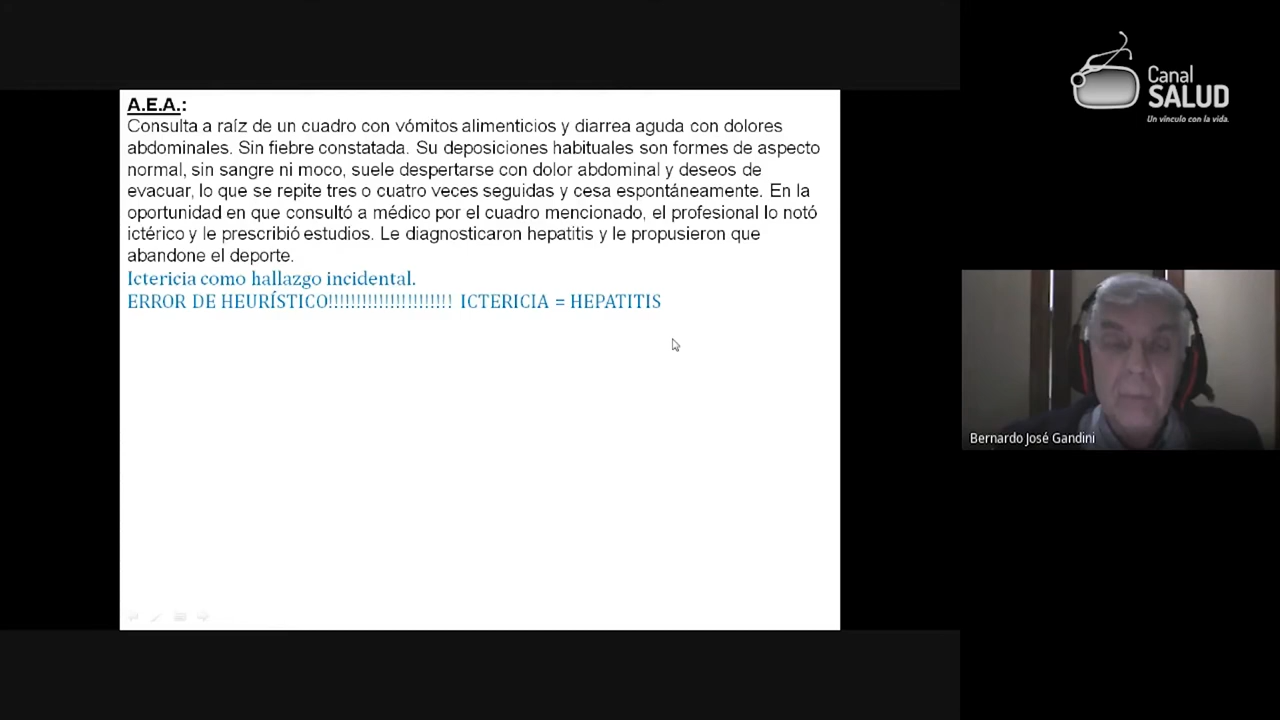 A.E.A.:
Consulta a raíz de un cuadro con vómitos alimenticios y diarrea aguda con dolores
abdominales. Sin fiebre constatada. Su deposiciones habituales son formes de aspecto
normal, sin sangre ni moco, suele despertarse con dolor abdominal y deseos de
evacuar, lo que se repite tres o cuatro veces seguidas y cesa espontáneamente. En la
oportunidad en que consultó a médico por el cuadro mencionado, el profesional lo notó
ictérico y le prescribió estudios. Le diagnosticaron hepatitis y le propusieron que
abandone el deporte.
Ictericia como hallazgo incidental.
ERROR DE HEURÍSTICO!!!!!!!!!!!!!!!!!!!!!!! ICTERICIA = HEPATITIS
Canal
SALUD
Un vínculo con la vida.
Bernardo José Gandini